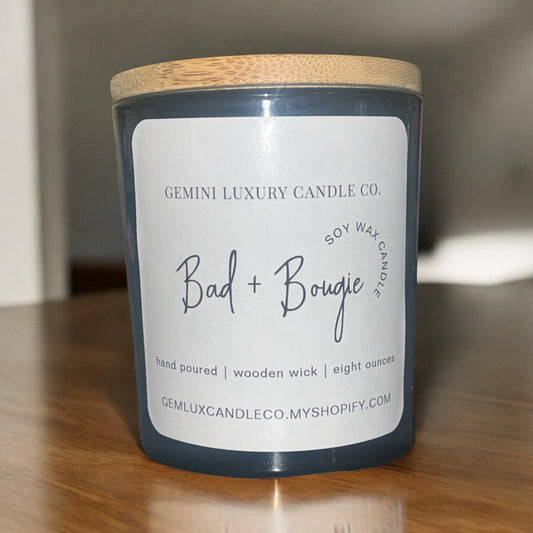 GEMINI LUXURY CANDLE CO.
SOY WAX CANDLE
Bad + Bougie
hand poured | wooden wick | eight ounces
GEMLUXCANDLECO.MYSHOPIFY.COM